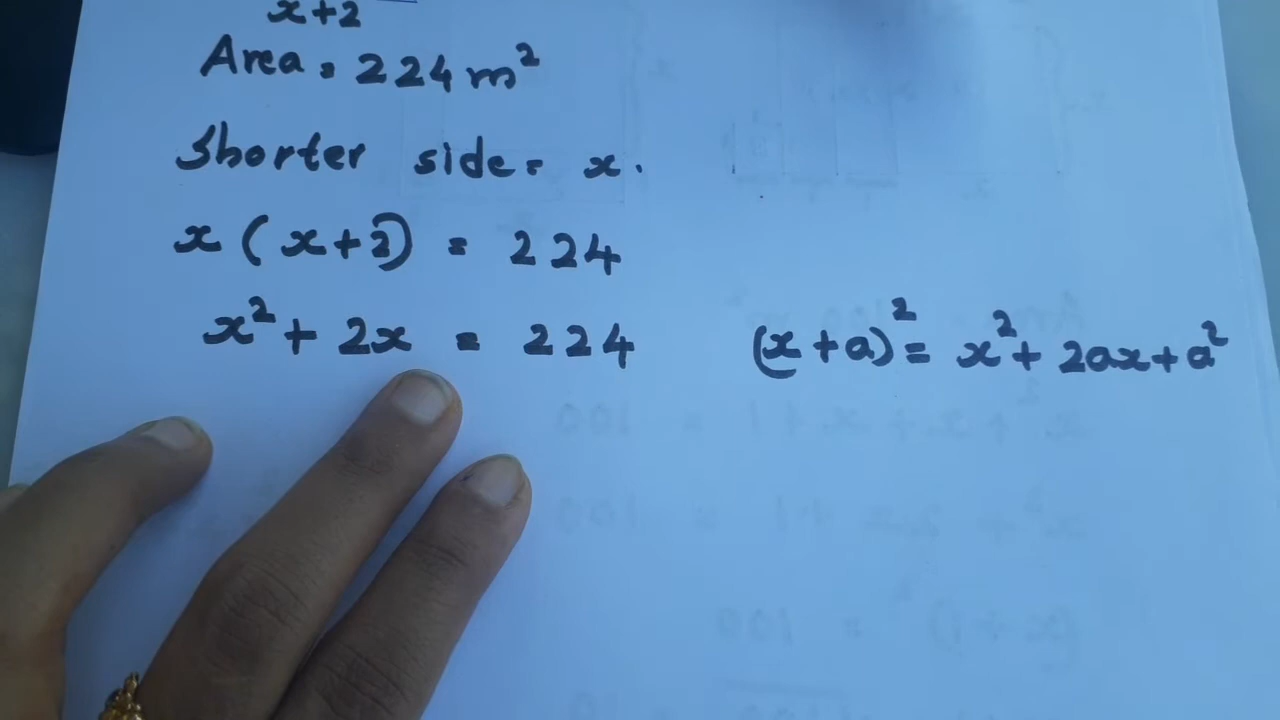 x+2
Area = 224 m²
Shorter side = x.
x (x+2) = 224
x² + 2x = 224
(x+a)² = x² + 2ax + a²